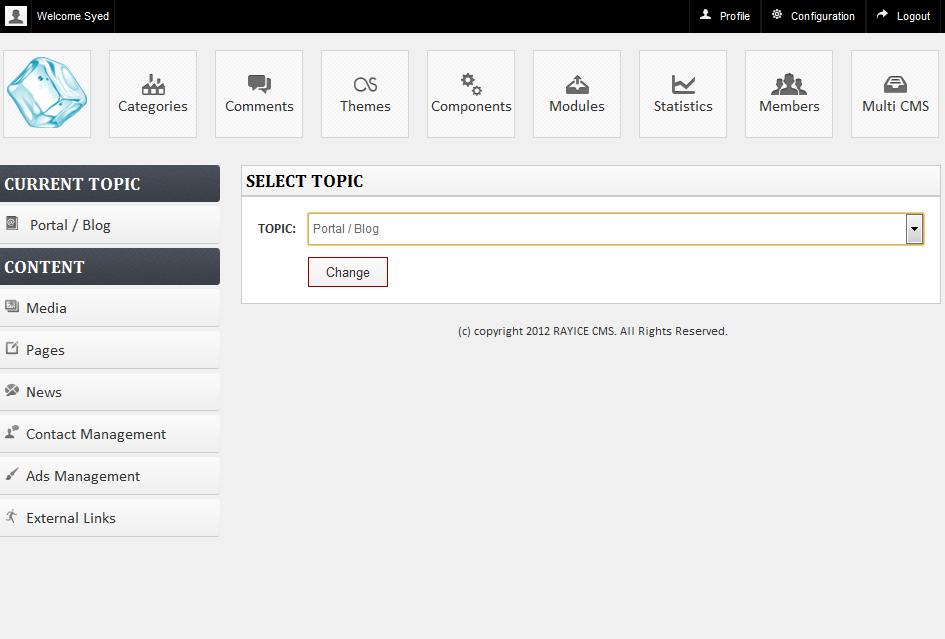 Welcome Syed
Profile
Configuration
Logout
Categories
Comments
Themes
Components
Modules
Statistics
Members
Multi CMS
CURRENT TOPIC
Portal / Blog
CONTENT
Media
Pages
News
Contact Management
Ads Management
External Links
SELECT TOPIC
TOPIC: Portal / Blog
Change
(c) copyright 2012 RAYICE CMS. All Rights Reserved.